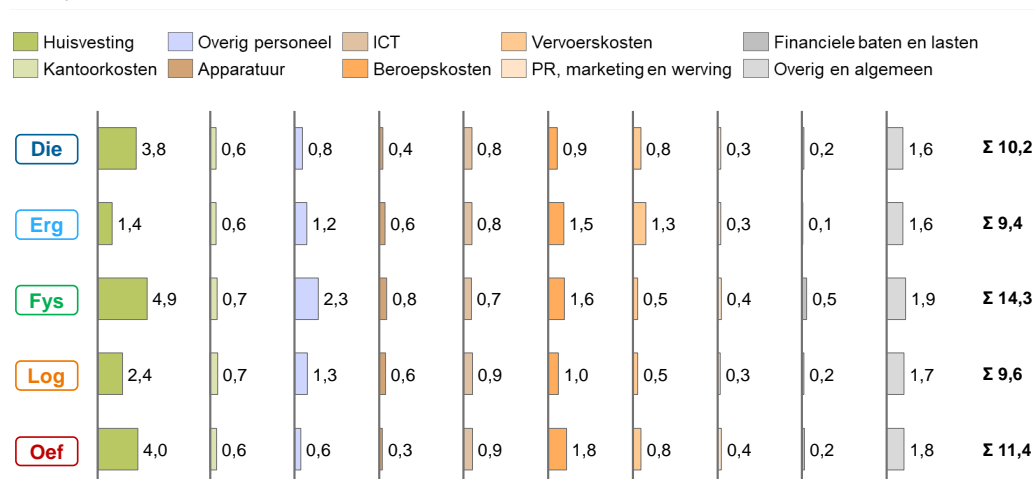 Huisvesting Overig personeel ICT Vervoerskosten Financiele baten en lasten
Kantoorkosten Apparatuur Beroepskosten PR, marketing en werving Overig en algemeen
Die 3,8 0,6 0,8 0,4 0,8 0,9 0,8 0,3 0,2 1,6 Σ 10,2
Erg 1,4 0,6 1,2 0,6 0,8 1,5 1,3 0,3 0,1 1,6 Σ 9,4
Fys 4,9 0,7 2,3 0,8 0,7 1,6 0,5 0,4 0,5 1,9 Σ 14,3
Log 2,4 0,7 1,3 0,6 0,9 1,0 0,5 0,3 0,2 1,7 Σ 9,6
Oef 4,0 0,6 0,6 0,3 0,9 1,8 0,8 0,4 0,2 1,8 Σ 11,4